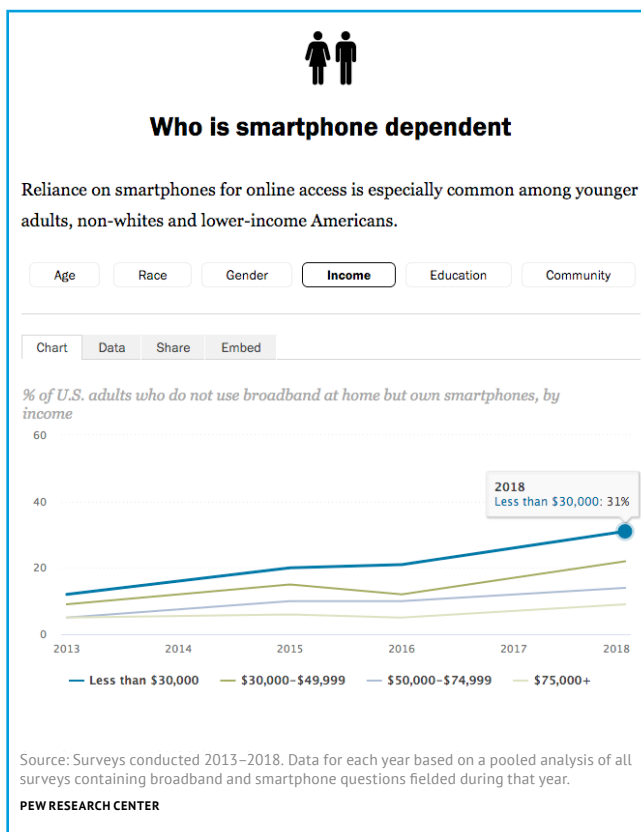 Who is smartphone dependent
Reliance on smartphones for online access is especially common among younger
adults, non-whites and lower-income Americans.
Age Race Gender Income Education Community
Chart Data Share Embed
% of U.S. adults who do not use broadband at home but own smartphones, by
income
60
40
2018
Less than $30,000: 31%
20
0
2013 2014 2015 2016 2017 2018
Less than $30,000 $30,000–$49,999 $50,000–$74,999 $75,000+
Source: Surveys conducted 2013–2018. Data for each year based on a pooled analysis of all
surveys containing broadband and smartphone questions fielded during that year.
PEW RESEARCH CENTER